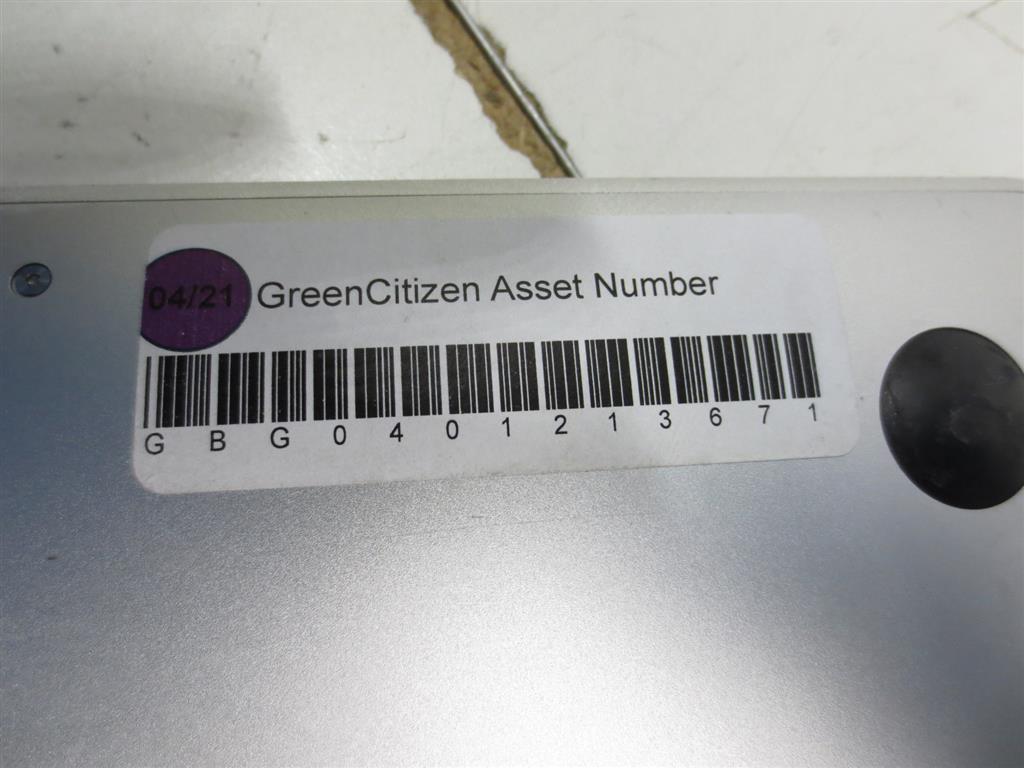 04/21 GreenCitizen Asset Number
G B G 0 4 0 1 2 1 3 6 7 1